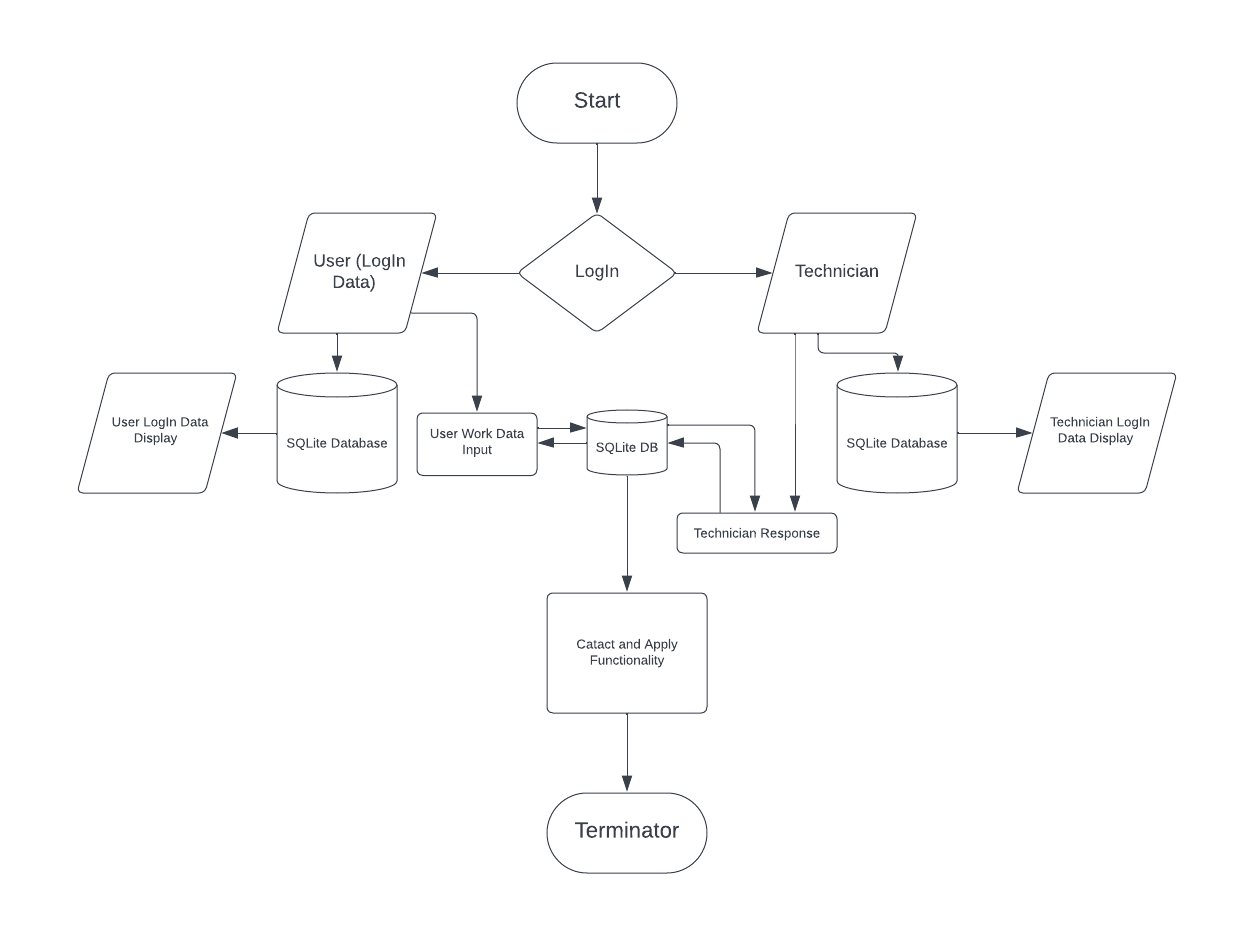 Start
User (LogIn
Data)
LogIn
Technician
User LogIn Data
Display
SQLite Database
User Work Data
Input
SQLite DB
SQLite Database
Technician LogIn
Data Display
Technician Response
Catact and Apply
Functionality
Terminator